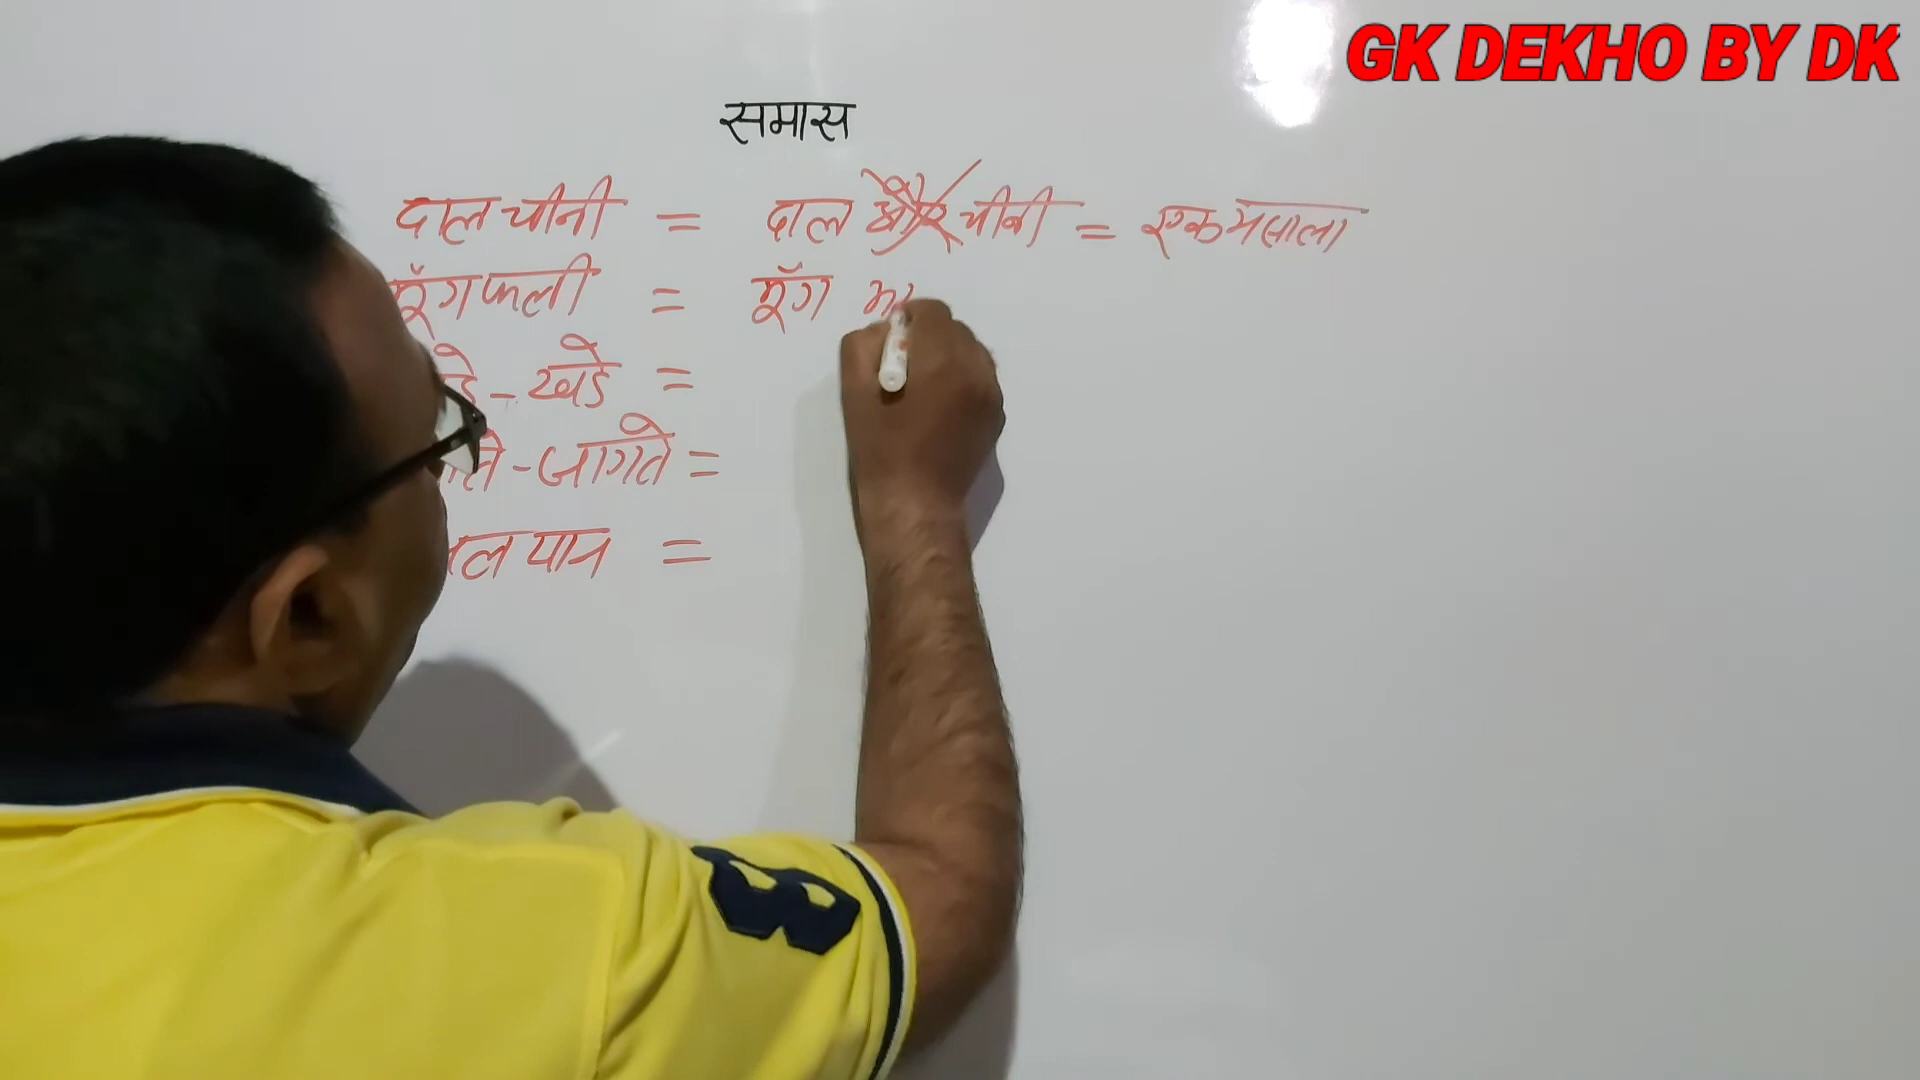 GK DEKHO BY DK
समास
दालचीनी = दाल और चीनी = एक मसाला
मूँगफली = मूँग
खडे =
जागते =
पान =